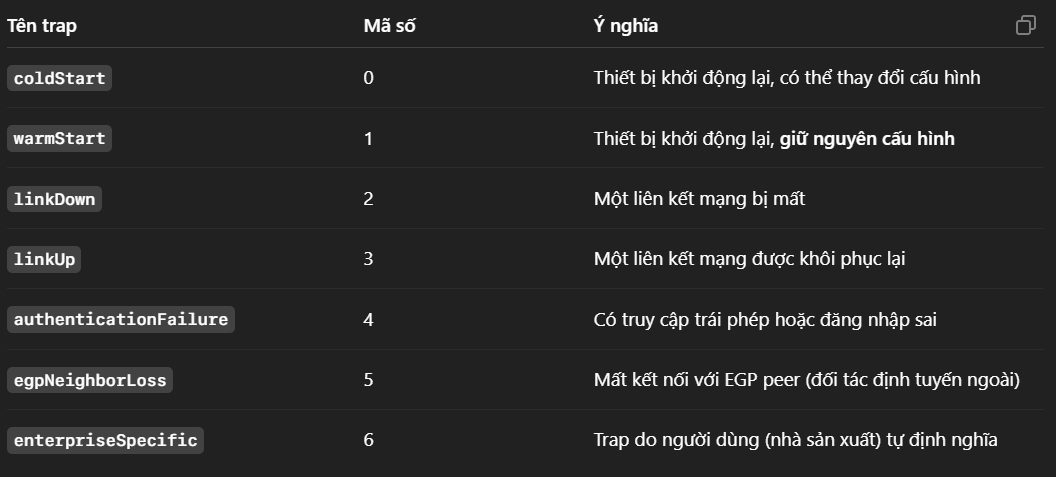 Tên trap Mã số Ý nghĩa
coldStart 0 Thiết bị khởi động lại, có thể thay đổi cấu hình
warmStart 1 Thiết bị khởi động lại, giữ nguyên cấu hình
linkDown 2 Một liên kết mạng bị mất
linkUp 3 Một liên kết mạng được khôi phục lại
authenticationFailure 4 Có truy cập trái phép hoặc đăng nhập sai
egpNeighborLoss 5 Mất kết nối với EGP peer (đối tác định tuyến ngoài)
enterpriseSpecific 6 Trap do người dùng (nhà sản xuất) tự định nghĩa